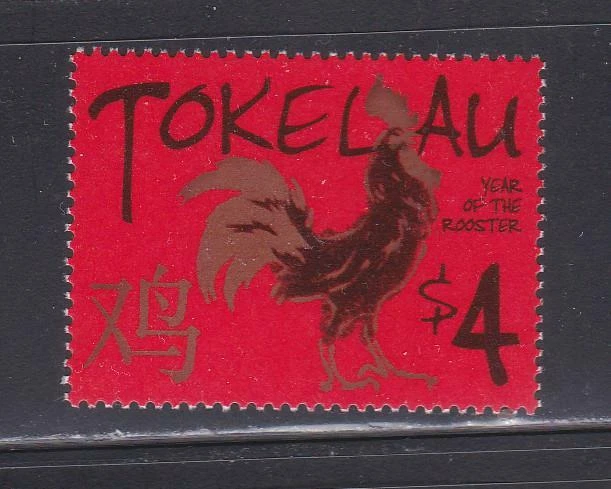 TOKELAU
YEAR
OF THE
ROOSTER
鸡
$4